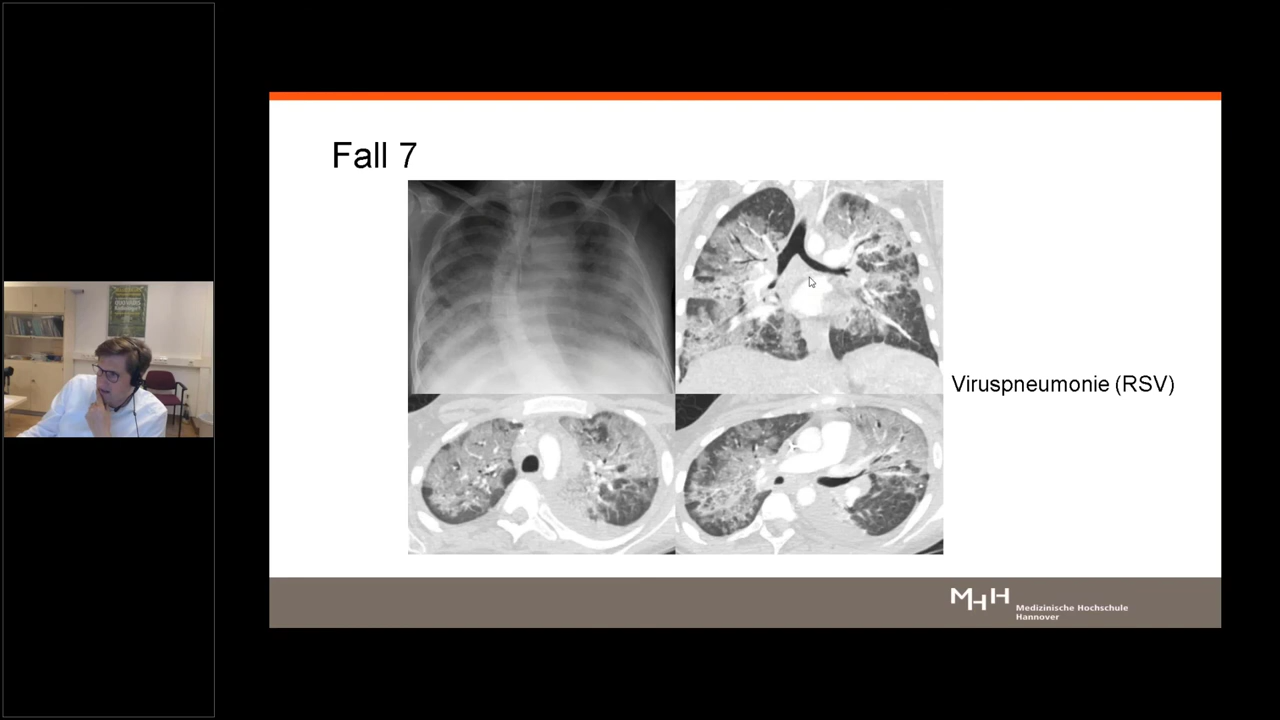 Fall 7
Viruspneumonie (RSV)
MHH
Medizinische Hochschule
Hannover